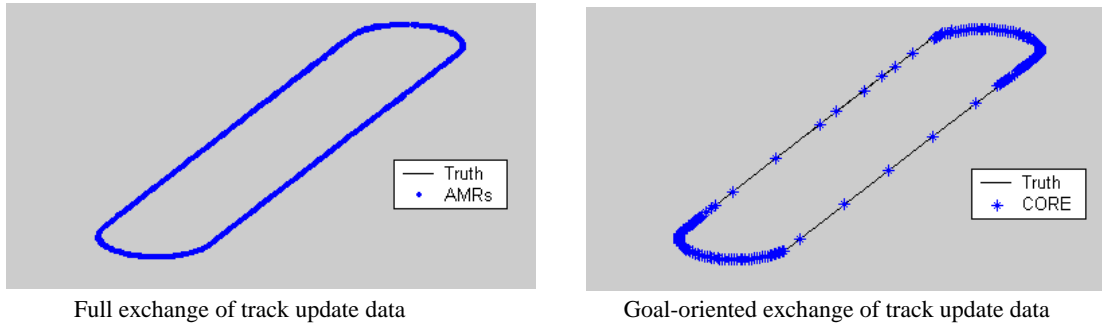 Truth
AMRs
Truth
CORE
Full exchange of track update data
Goal-oriented exchange of track update data